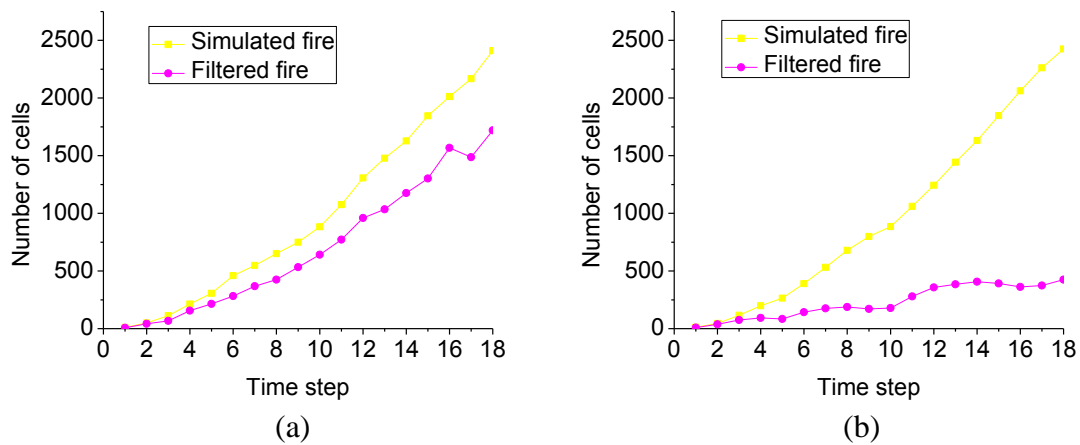 2500
2000
1500
1000
500
0
Number of cells
Simulated fire
Filtered fire
0 2 4 6 8 10 12 14 16 18
Time step
(a)
2500
2000
1500
1000
500
0
Number of cells
Simulated fire
Filtered fire
0 2 4 6 8 10 12 14 16 18
Time step
(b)